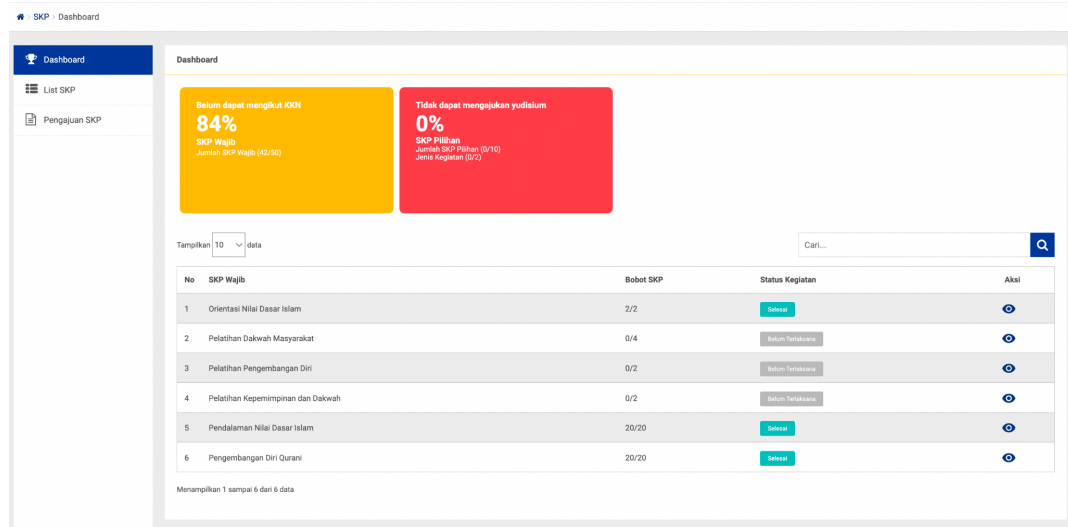 SKP Dashboard
Dashboard
List SKP
Pengajuan SKP
Dashboard
Belum dapat mengikut KKN
84%
SKP Wajib
Jumlah SKP Wajib (42/50)
Tidak dapat mengajukan yudisium
0%
SKP Pilihan
Jumlah SKP Pilihan (0/10)
Jenis Kegiatan (0/2)
Tampilkan 10 data
Cari...
No SKP Wajib Bobot SKP Status Kegiatan Aksi
1 Orientasi Nilai Dasar Islam 2/2 Selesai
2 Pelatihan Dakwah Masyarakat 0/4 Belum Terlaksana
3 Pelatihan Pengembangan Diri 0/2 Belum Terlaksana
4 Pelatihan Kepemimpinan dan Dakwah 0/2 Belum Terlaksana
5 Pendalaman Nilai Dasar Islam 20/20 Selesai
6 Pengembangan Diri Qurani 20/20 Selesai
Menampilkan 1 sampai 6 dari 6 data